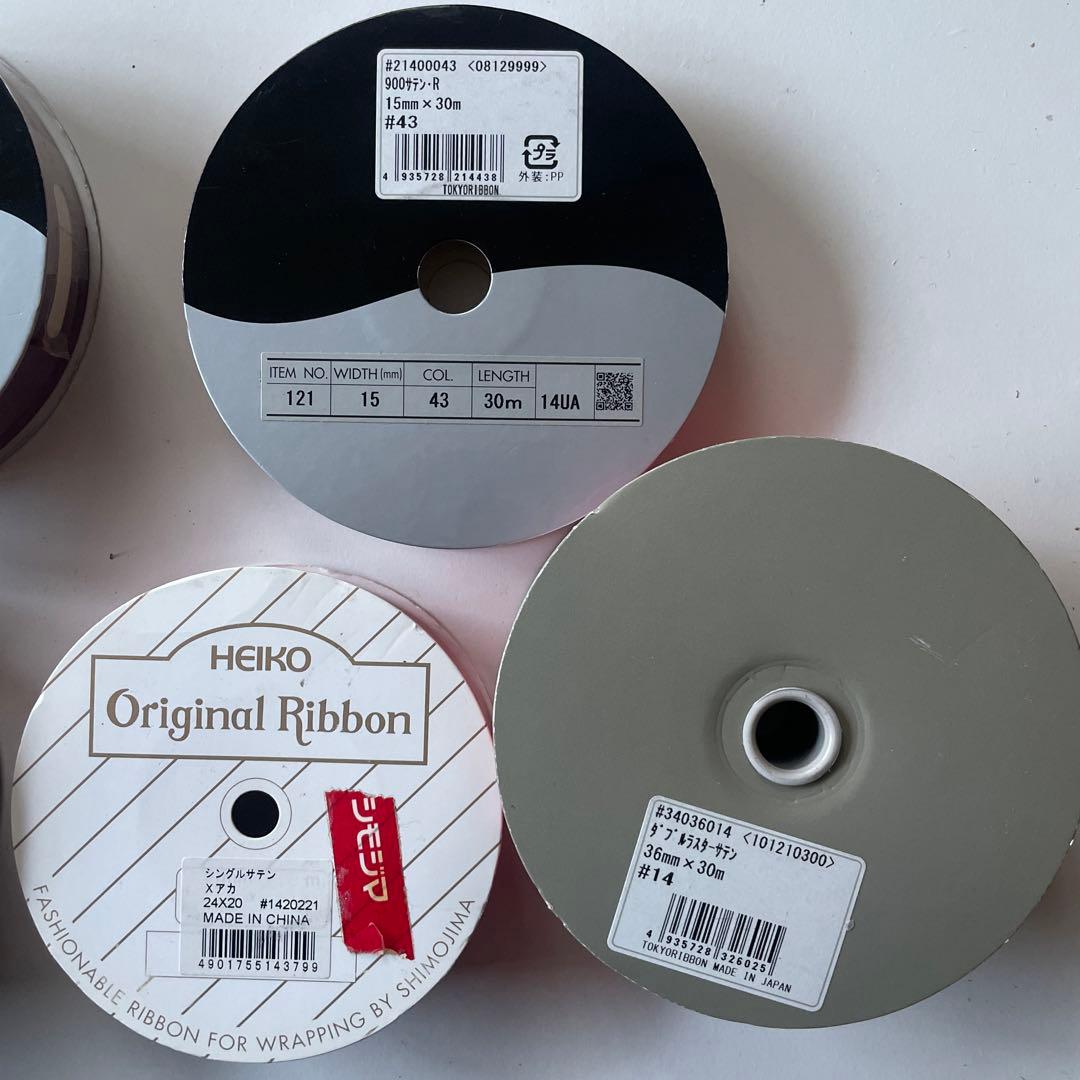 #21400043 <08129999>
900ｻﾃﾝ･R
15mm×30m
#43
4 935728 214438
TOKYORIBBON
プラ
外装:PP
ITEM NO. WIDTH(mm) COL. LENGTH
121 15 43 30m 14UA
HEIKO
Original Ribbon
シモジマ
シングルサテン
Xアカ
24X20 #1420221
MADE IN CHINA
4901755143799
FASHIONABLE RIBBON FOR WRAPPING BY SHIMOJIMA
#34036014 <101210300>
ﾀﾞﾌﾞﾙﾗｽﾀｰｻﾃﾝ
36mm×30m
#14
4 935728 326025
TOKYORIBBON MADE IN JAPAN